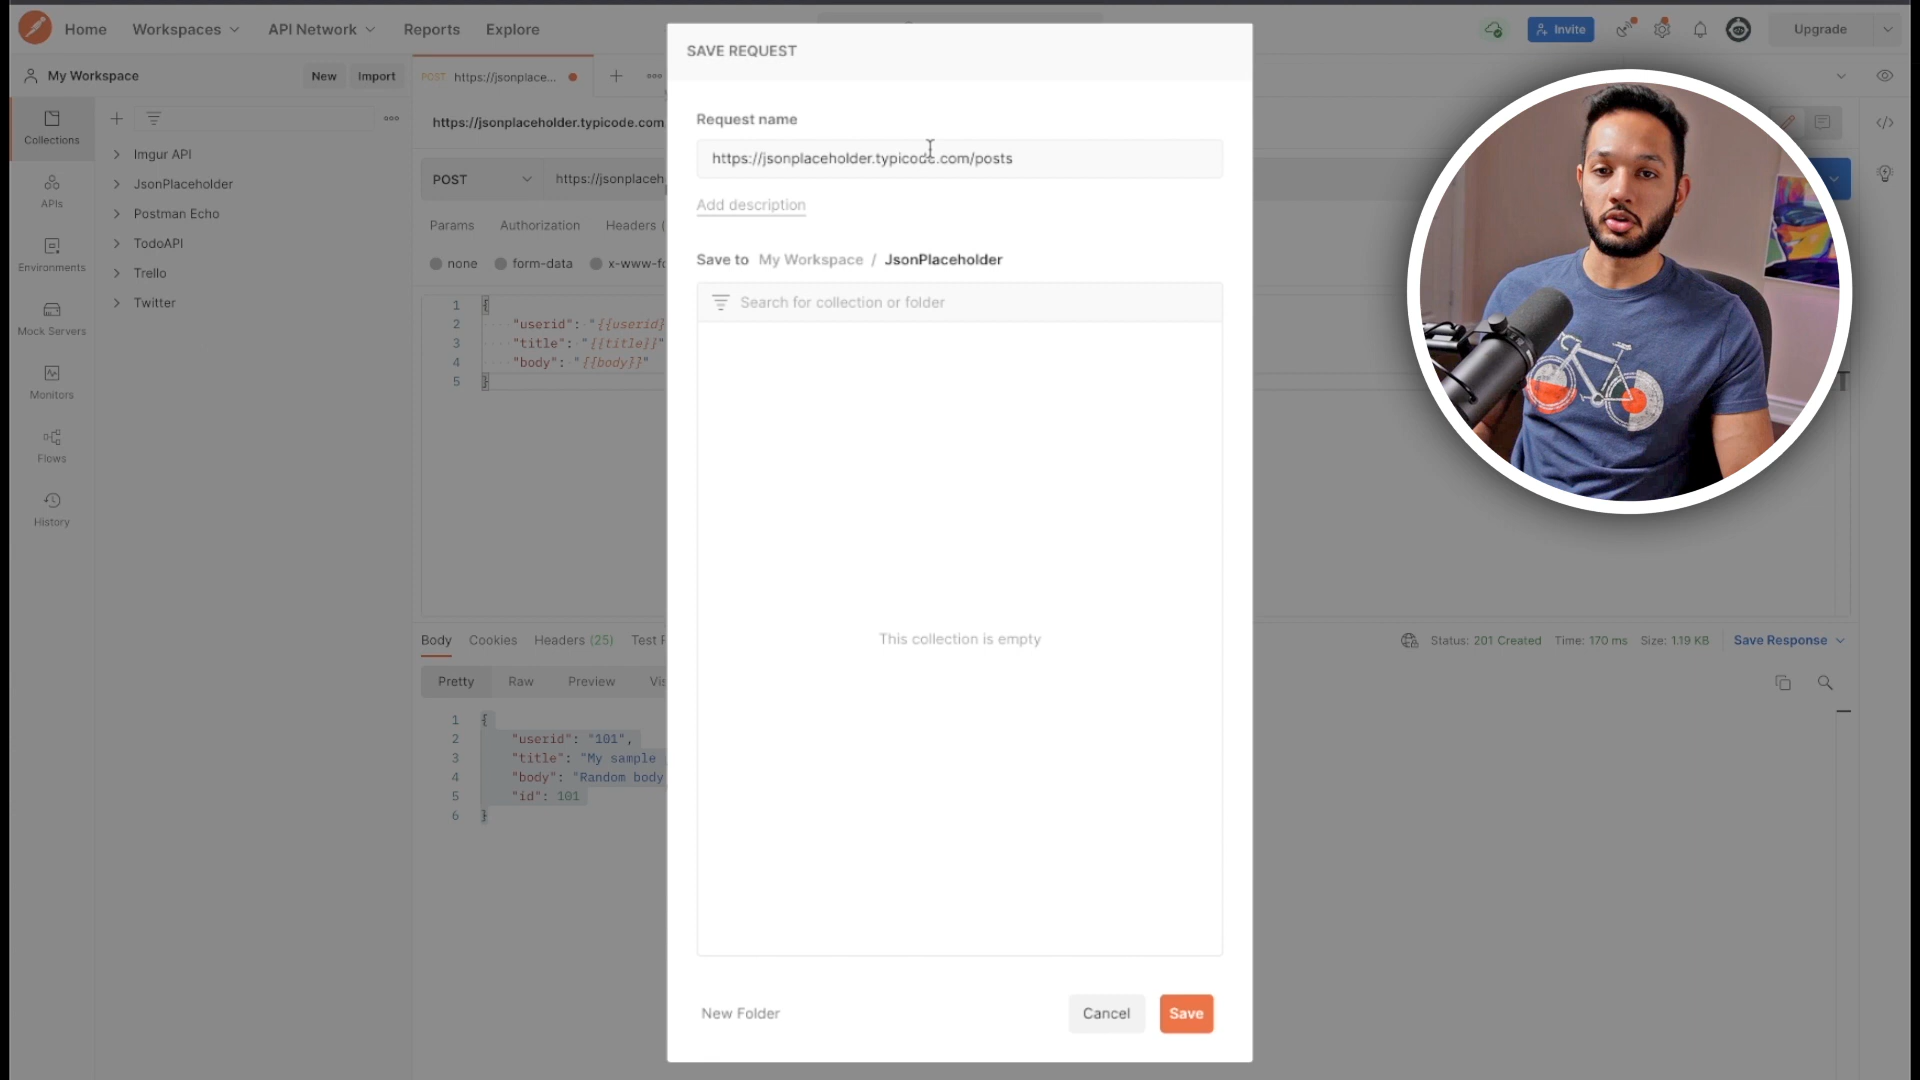 Home
Workspaces
API Network
Reports
Explore
Invite
Upgrade
My Workspace
New
Import
POST https://jsonplace...
Collections
APIs
Environments
Mock Servers
Monitors
Flows
History
Imgur API
JsonPlaceholder
Postman Echo
TodoAPI
Trello
Twitter
https://jsonplaceholder.typicode.com
POST
https://jsonplaceh
Params
Authorization
Headers (
none
form-data
x-www-fo
1 {
2 "userid": "{{userid}
3 "title": "{{title}}"
4 "body": "{{body}}"
5 }
SAVE REQUEST
Request name
https://jsonplaceholder.typicode.com/posts
Add description
Save to My Workspace / JsonPlaceholder
Search for collection or folder
This collection is empty
New Folder
Cancel
Save
Body
Cookies
Headers (25)
Test R
Status: 201 Created
Time: 170 ms
Size: 1.19 KB
Save Response
Pretty
Raw
Preview
Vis
1 {
2 "userid": "101",
3 "title": "My sample
4 "body": "Random body
5 "id": 101
6 }